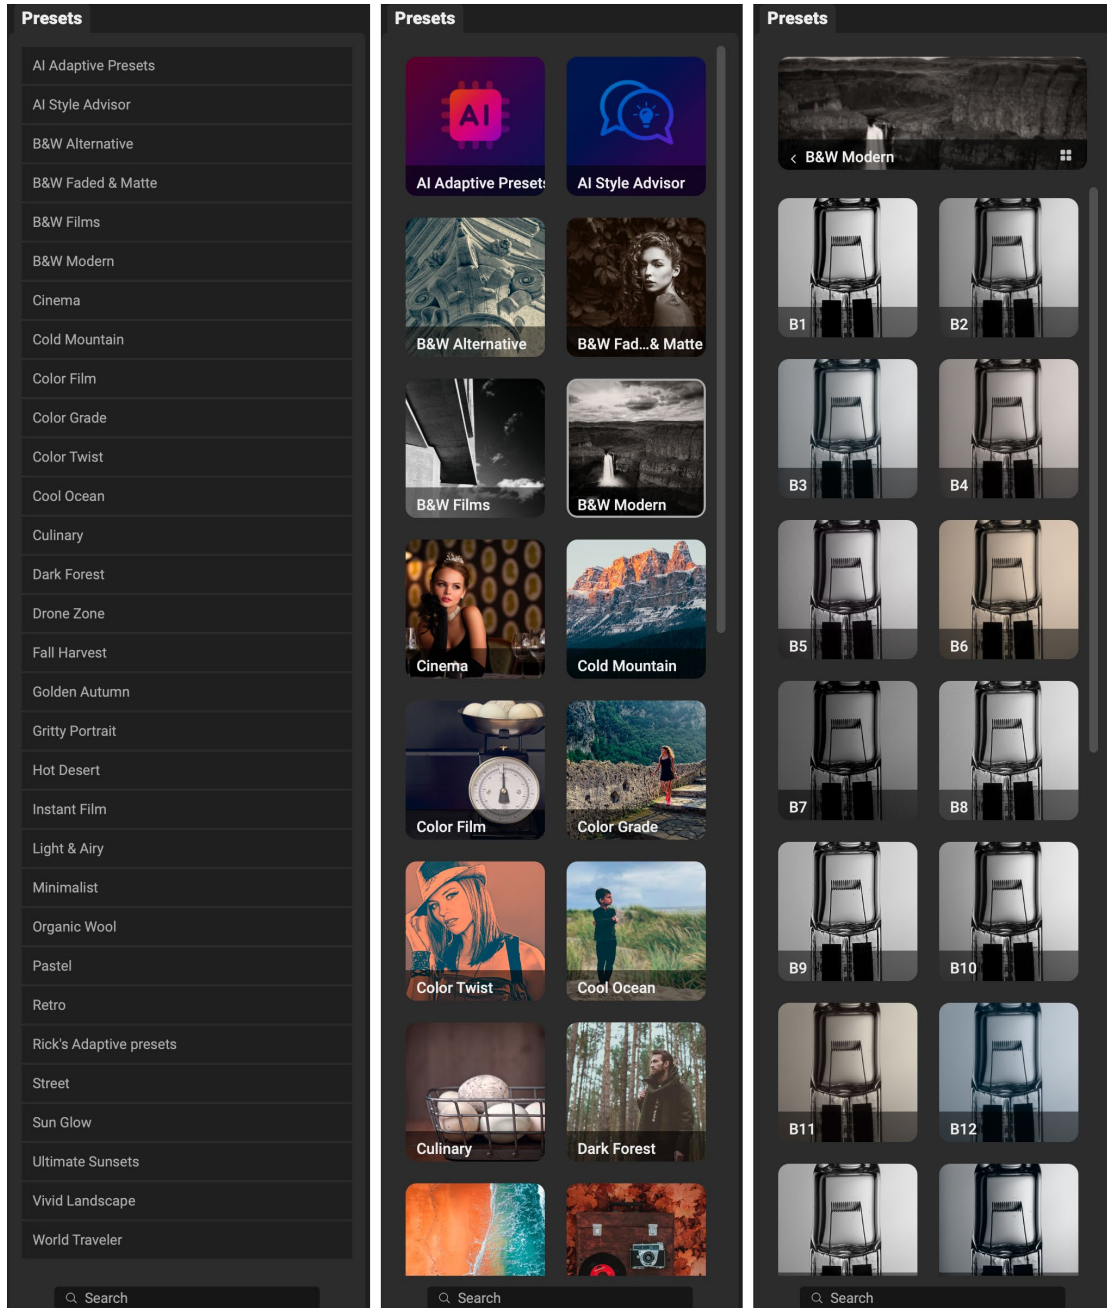 Presets
AI Adaptive Presets
AI Style Advisor
B&W Alternative
B&W Faded & Matte
B&W Films
B&W Modern
Cinema
Cold Mountain
Color Film
Color Grade
Color Twist
Cool Ocean
Culinary
Dark Forest
Drone Zone
Fall Harvest
Golden Autumn
Gritty Portrait
Hot Desert
Instant Film
Light & Airy
Minimalist
Organic Wool
Pastel
Retro
Rick's Adaptive presets
Street
Sun Glow
Ultimate Sunsets
Vivid Landscape
World Traveler
Search
Presets
AI
AI Adaptive Presets
AI Style Advisor
B&W Alternative
B&W Fad...& Matte
B&W Films
B&W Modern
Cinema
Cold Mountain
Color Film
Color Grade
Color Twist
Cool Ocean
Culinary
Dark Forest
Search
Presets
B&W Modern
B1
B2
B3
B4
B5
B6
B7
B8
B9
B10
B11
B12
Search